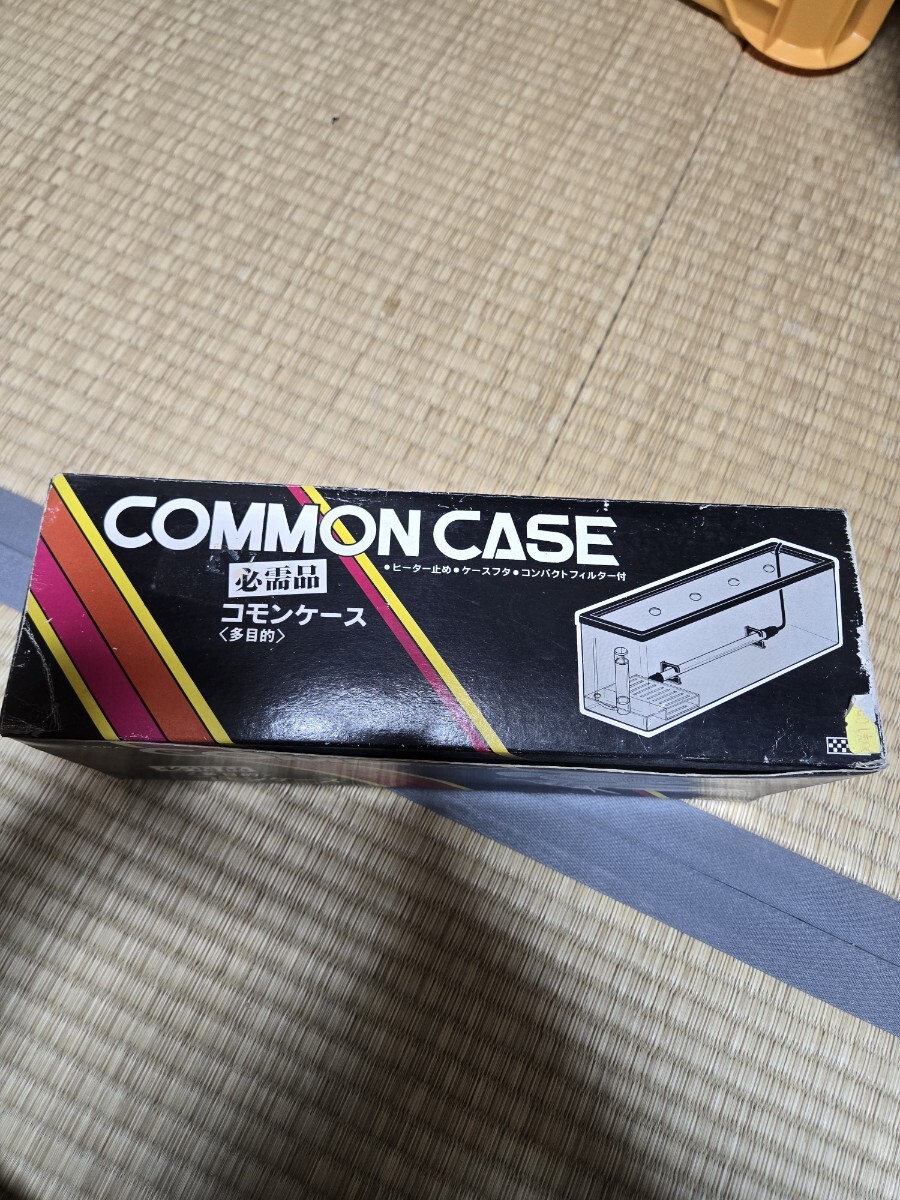 COMMON CASE
●ヒーター止め●ケースフタ●コンパクトフィルター付
必需品
コモンケース
〈多目的〉